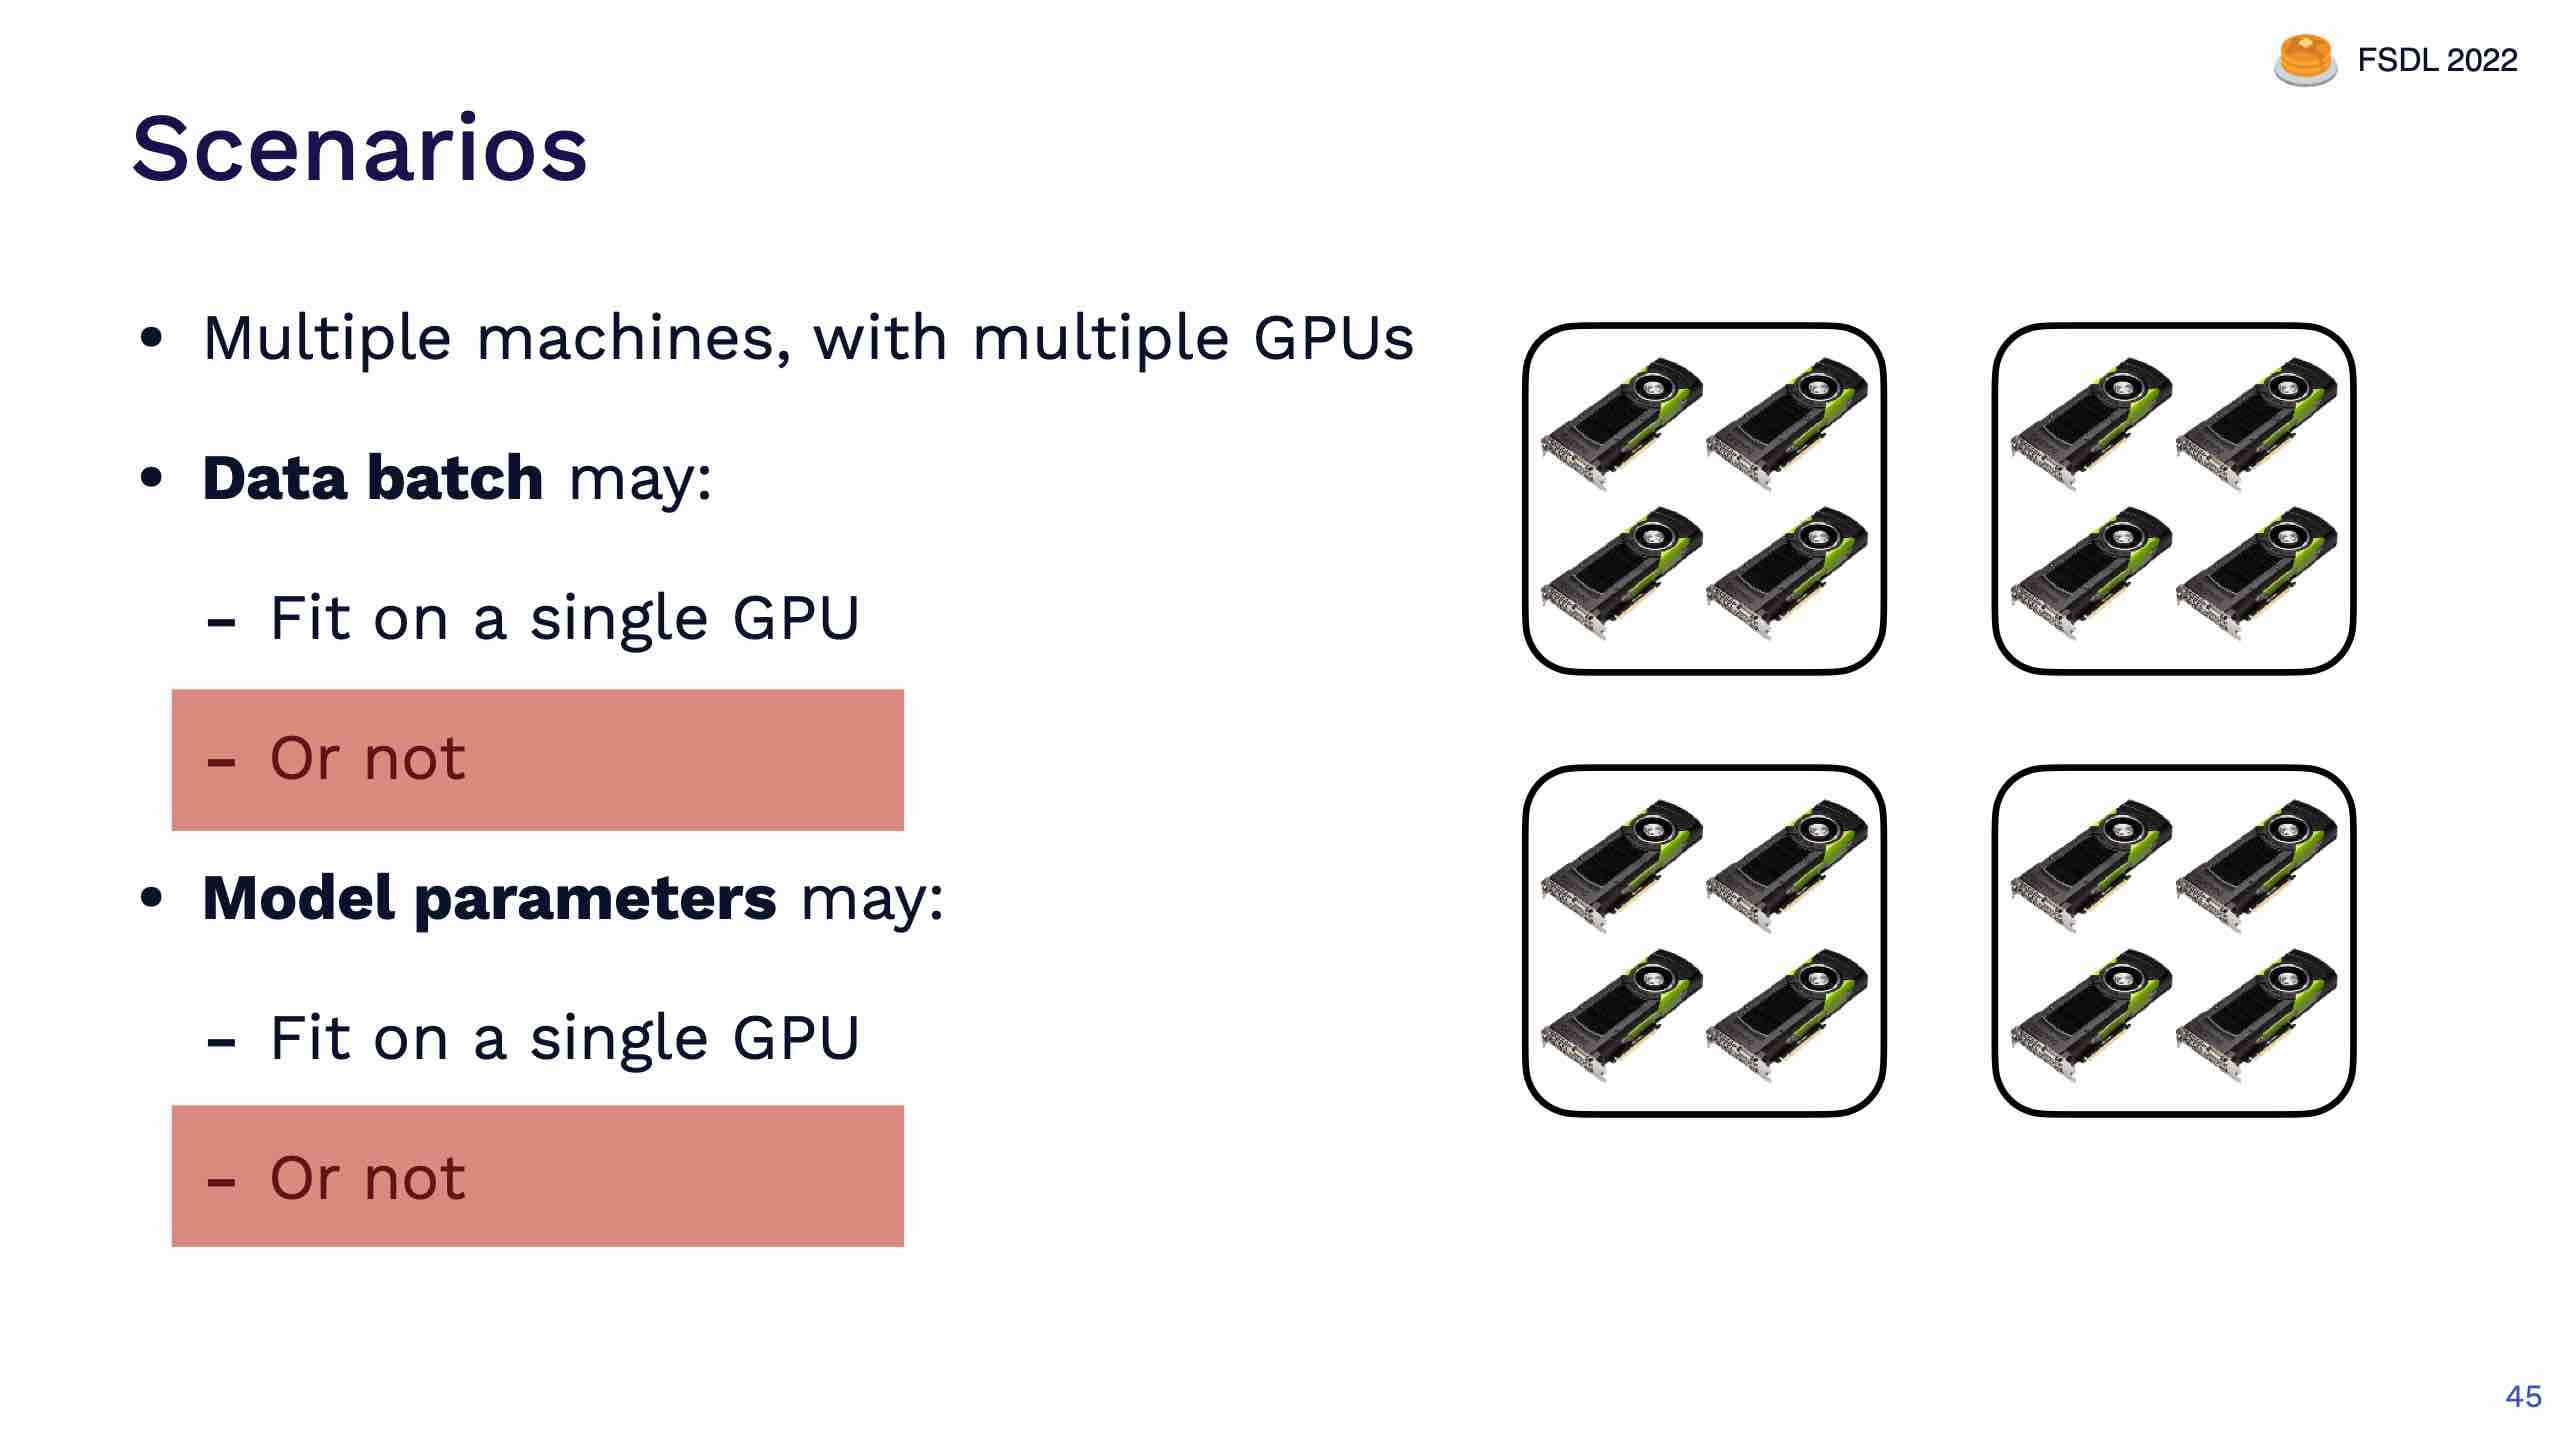 FSDL 2022
Scenarios
• Multiple machines, with multiple GPUs
• Data batch may:
- Fit on a single GPU
- Or not
• Model parameters may:
- Fit on a single GPU
- Or not
45